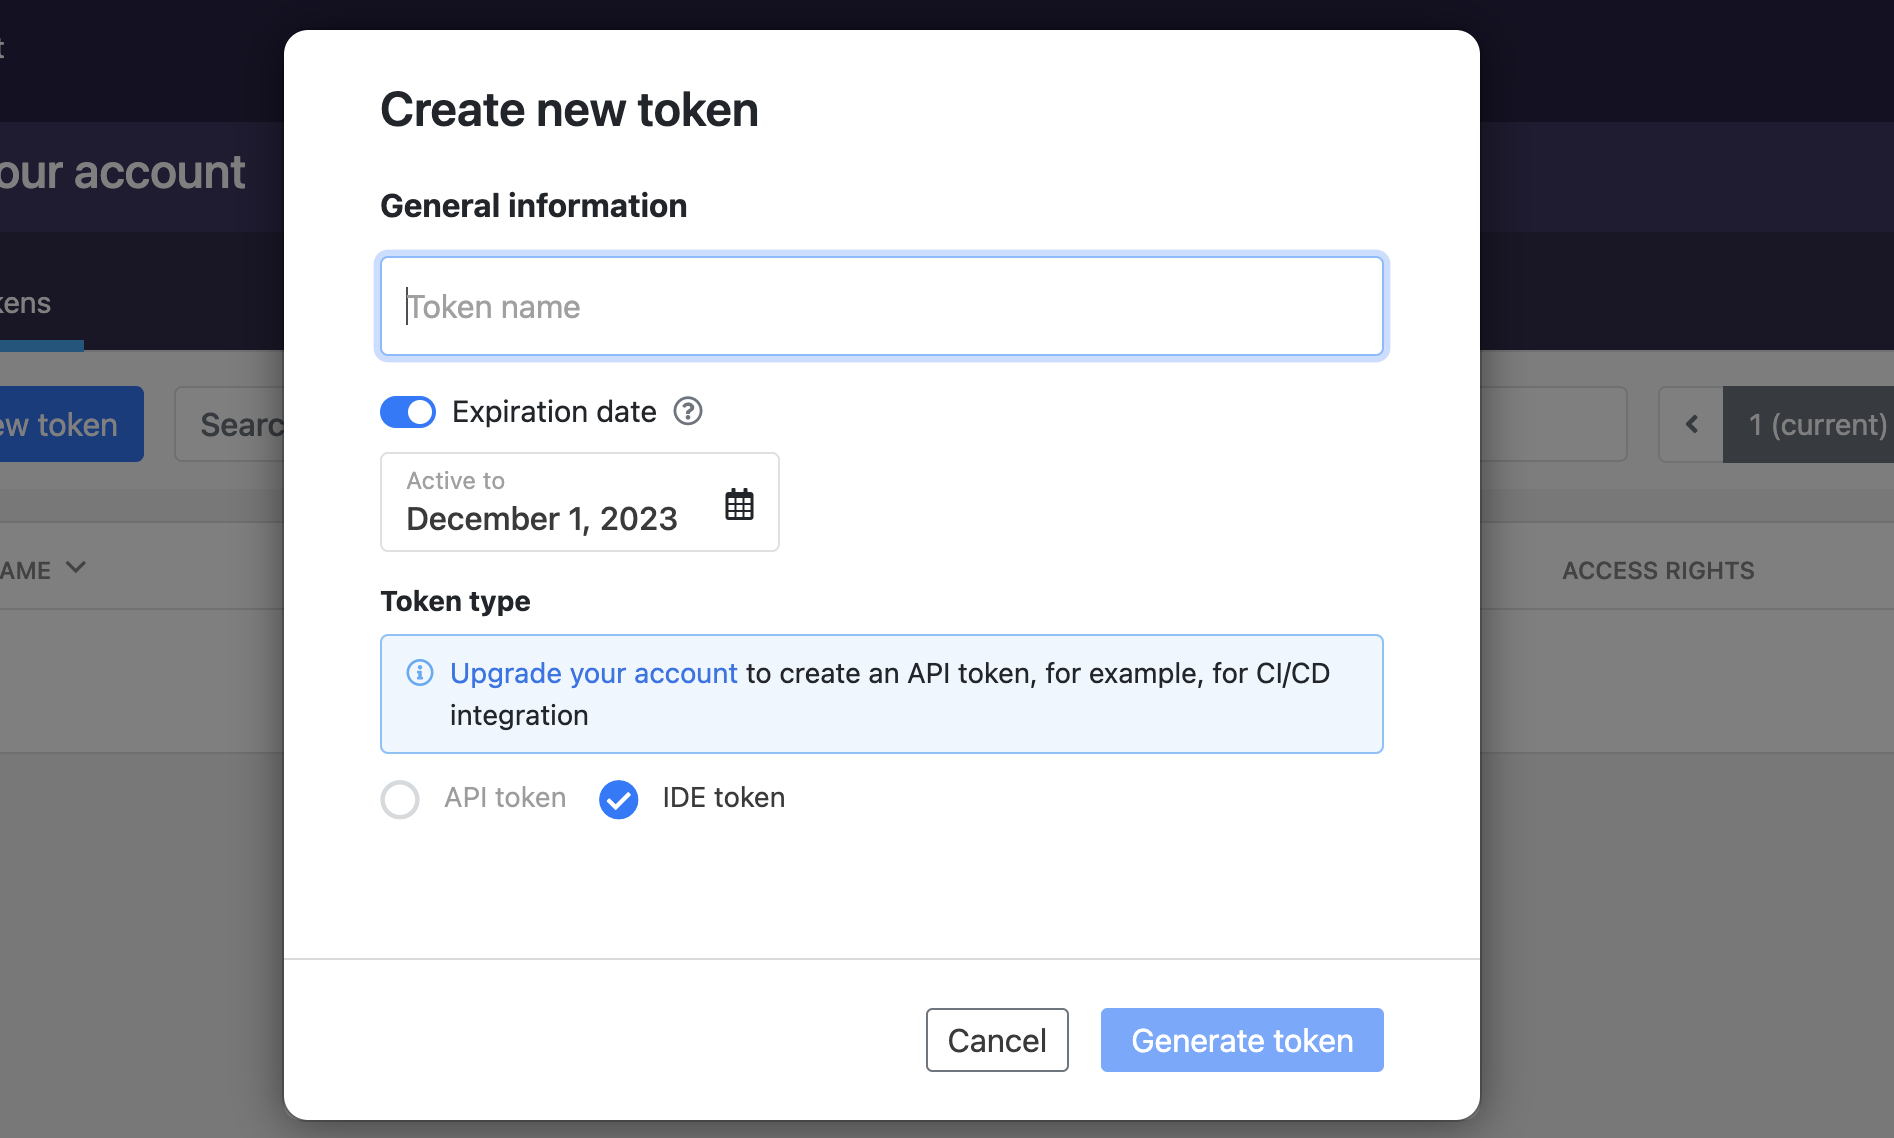 t
our account
kens
ew token
Searc
1 (current)
AME
ACCESS RIGHTS
Create new token
General information
Token name
Expiration date
Active to
December 1, 2023
Token type
Upgrade your account to create an API token, for example, for CI/CD
integration
API token
IDE token
Cancel
Generate token